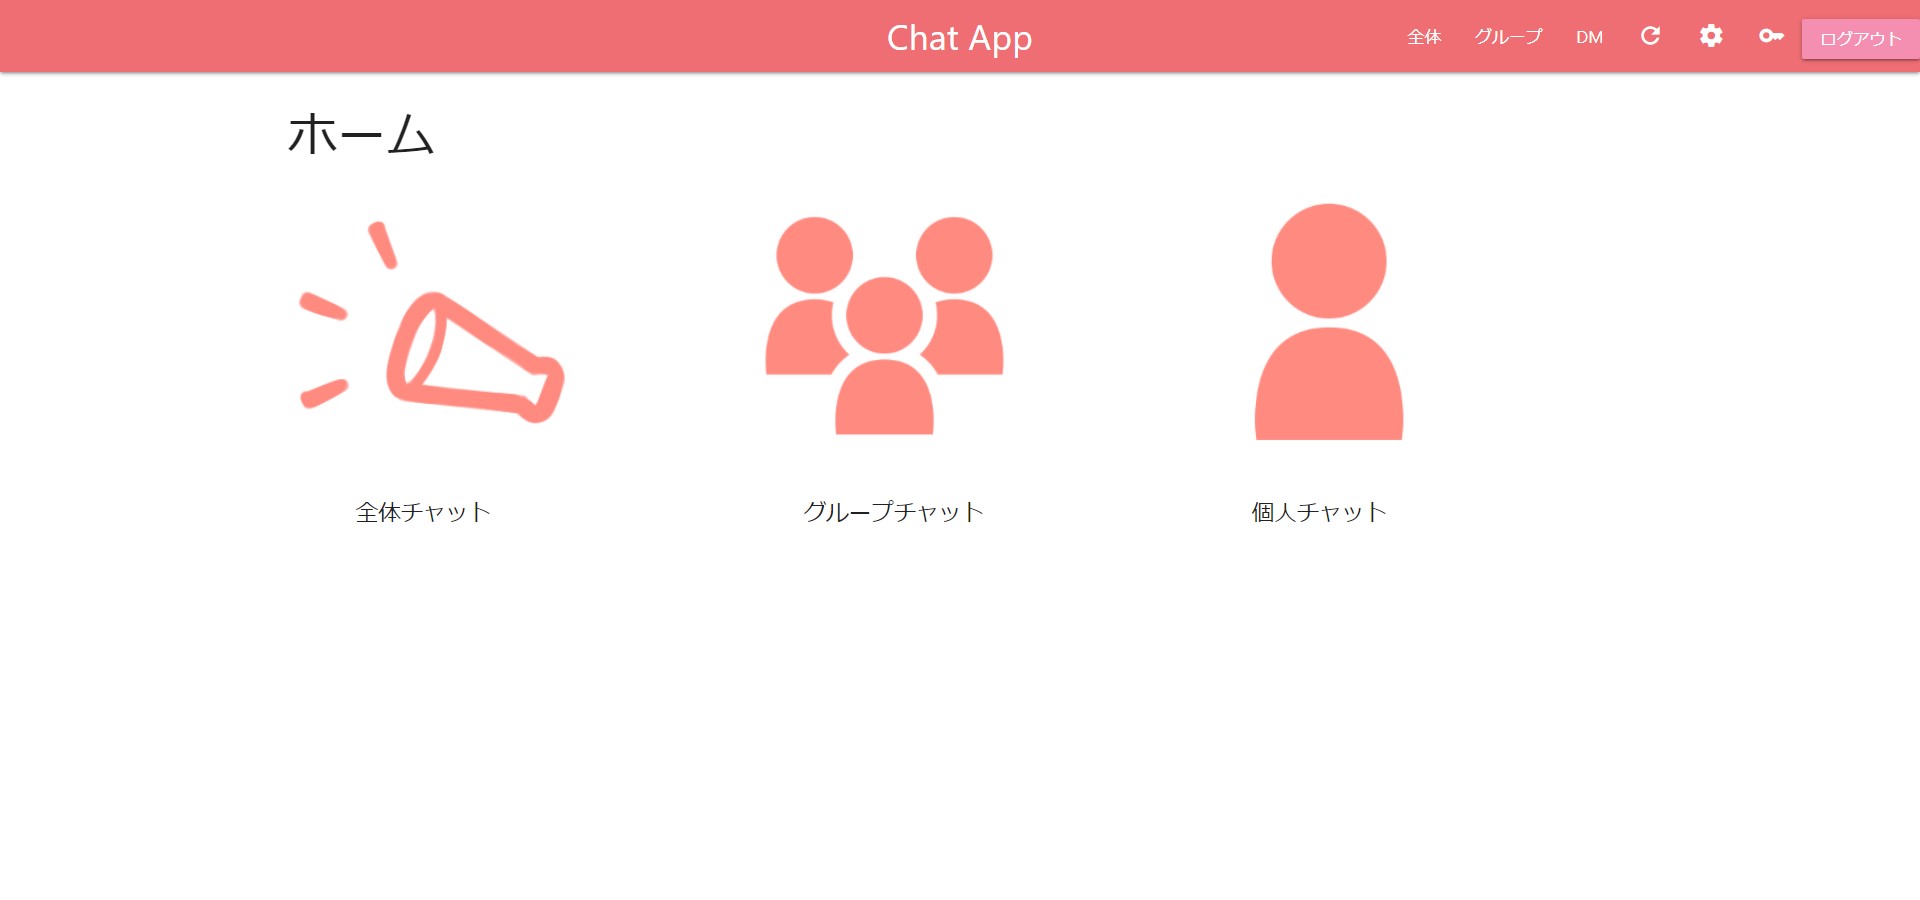 Chat App
全体
グループ
DM
ログアウト
ホーム
全体チャット
グループチャット
個人チャット